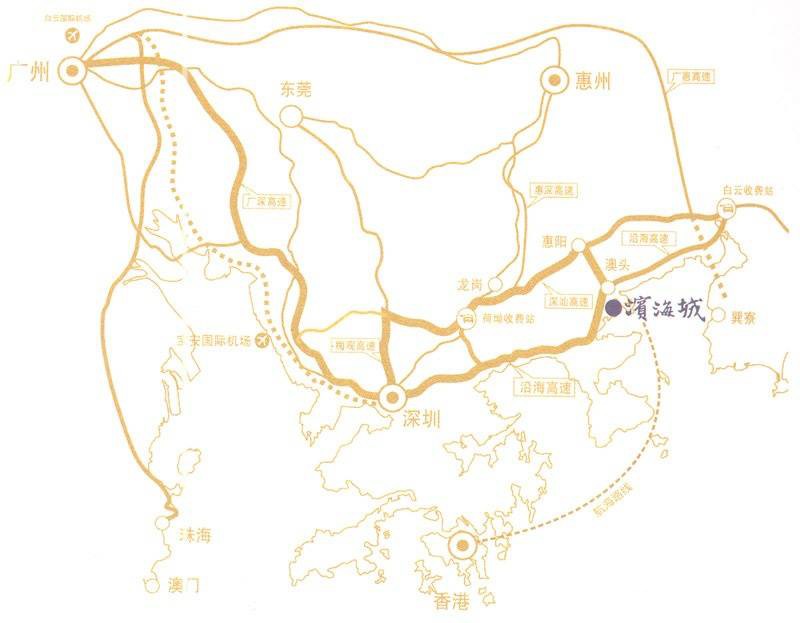 白云国际机场
广州
东莞
惠州
广惠高速
广深高速
惠深高速
白云收费站
惠阳
沿海高速
澳头
龙岗
深汕高速
濱海城
巽寮
荷坳收费站
安国际机场
梅观高速
沿海高速
深圳
航海路线
海
澳门
香港